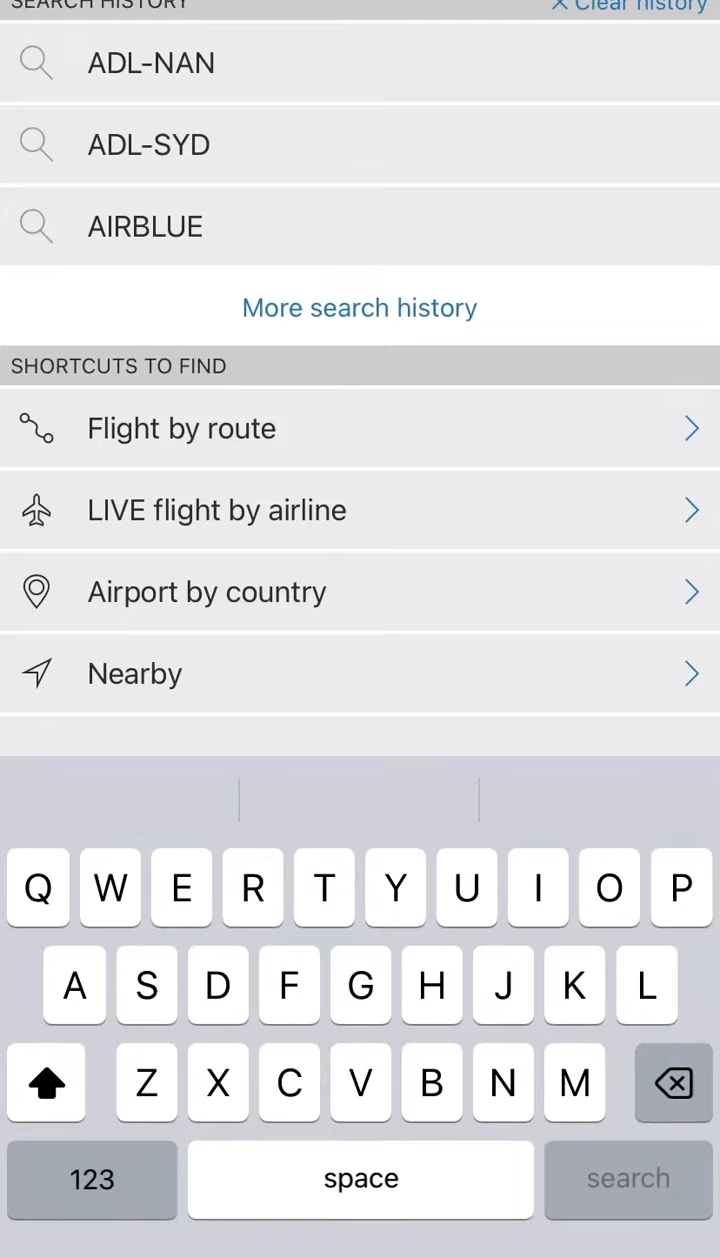 SEARCH HISTORY
× Clear history
ADL-NAN
ADL-SYD
AIRBLUE
More search history
SHORTCUTS TO FIND
Flight by route
LIVE flight by airline
Airport by country
Nearby
Q W E R T Y U I O P
A S D F G H J K L
Z X C V B N M
123 space search